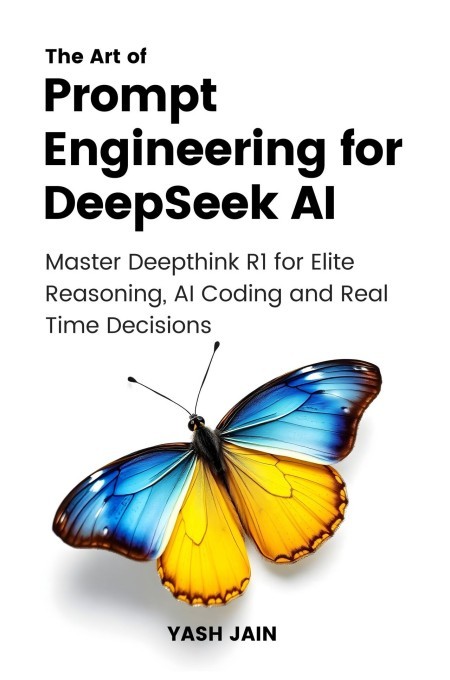 The Art of
Prompt
Engineering for
DeepSeek AI
Master Deepthink R1 for Elite
Reasoning, AI Coding and Real
Time Decisions
YASH JAIN